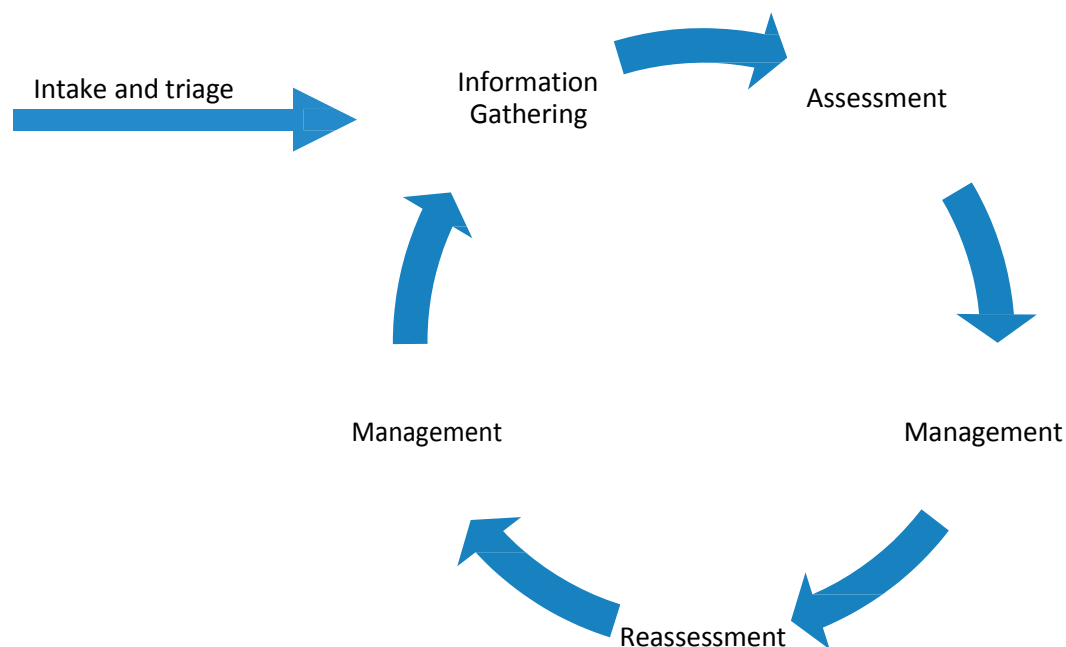 Intake and triage
Information
Gathering
Assessment
Management
Management
Reassessment